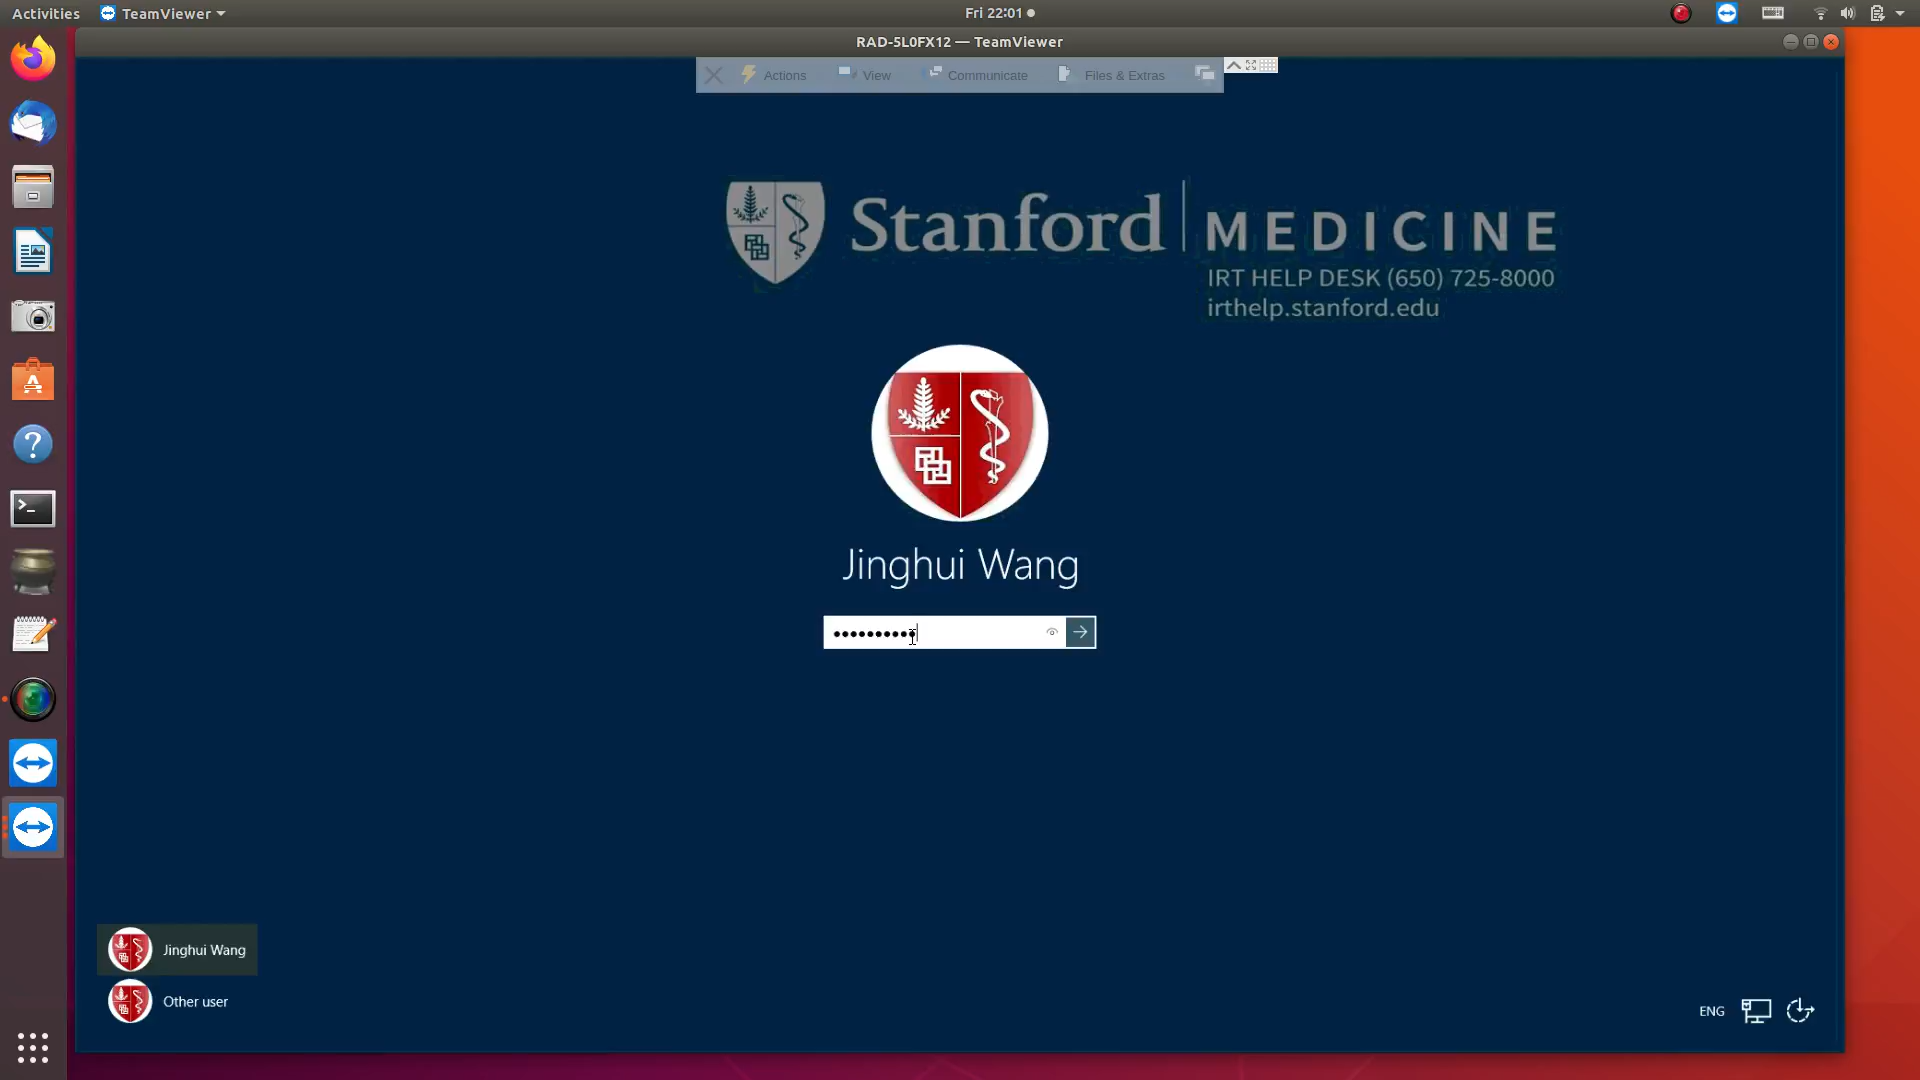 Activities TeamViewer Fri 22:01
RAD-5L0FX12 — TeamViewer
Actions View Communicate Files & Extras
Stanford MEDICINE
IRT HELP DESK (650) 725-8000
irthelp.stanford.edu
Jinghui Wang
Jinghui Wang
Other user
ENG